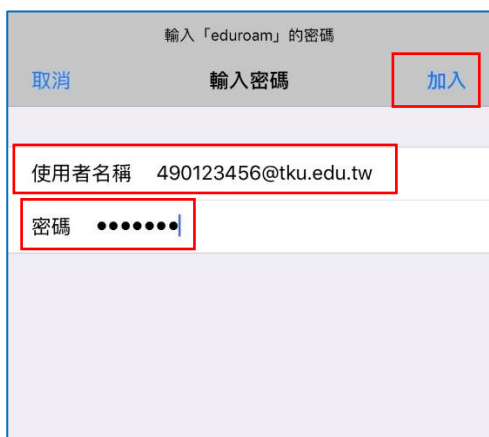 輸入「eduroam」的密碼
取消 輸入密碼 加入
使用者名稱 490123456@tku.edu.tw
密碼 •••••••